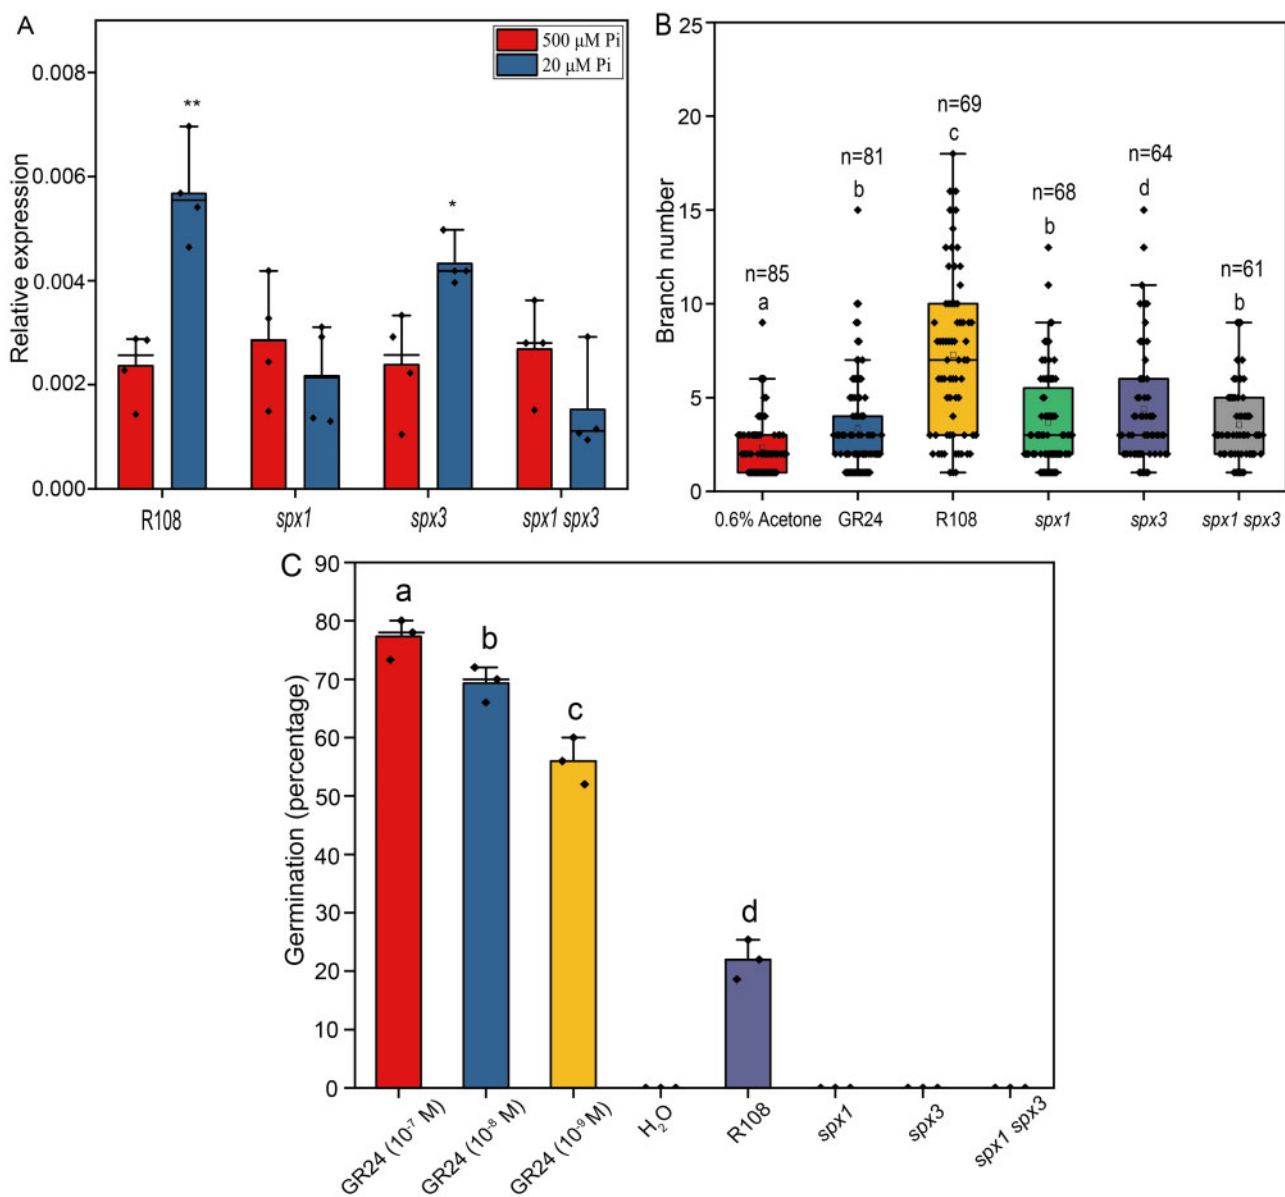 A
500 μM Pi
20 μM Pi
Relative expression
0.008
0.006
0.004
0.002
0.000
**
*
R108
spx1
spx3
spx1 spx3
B
Branch number
25
20
15
10
5
0
n=85
a
n=81
b
n=69
c
n=68
b
n=64
d
n=61
b
0.6% Acetone
GR24
R108
spx1
spx3
spx1 spx3
C
Germination (percentage)
90
80
70
60
50
40
30
20
10
0
a
b
c
d
GR24 (10⁻⁷ M)
GR24 (10⁻⁸ M)
GR24 (10⁻⁹ M)
H₂O
R108
spx1
spx3
spx1 spx3